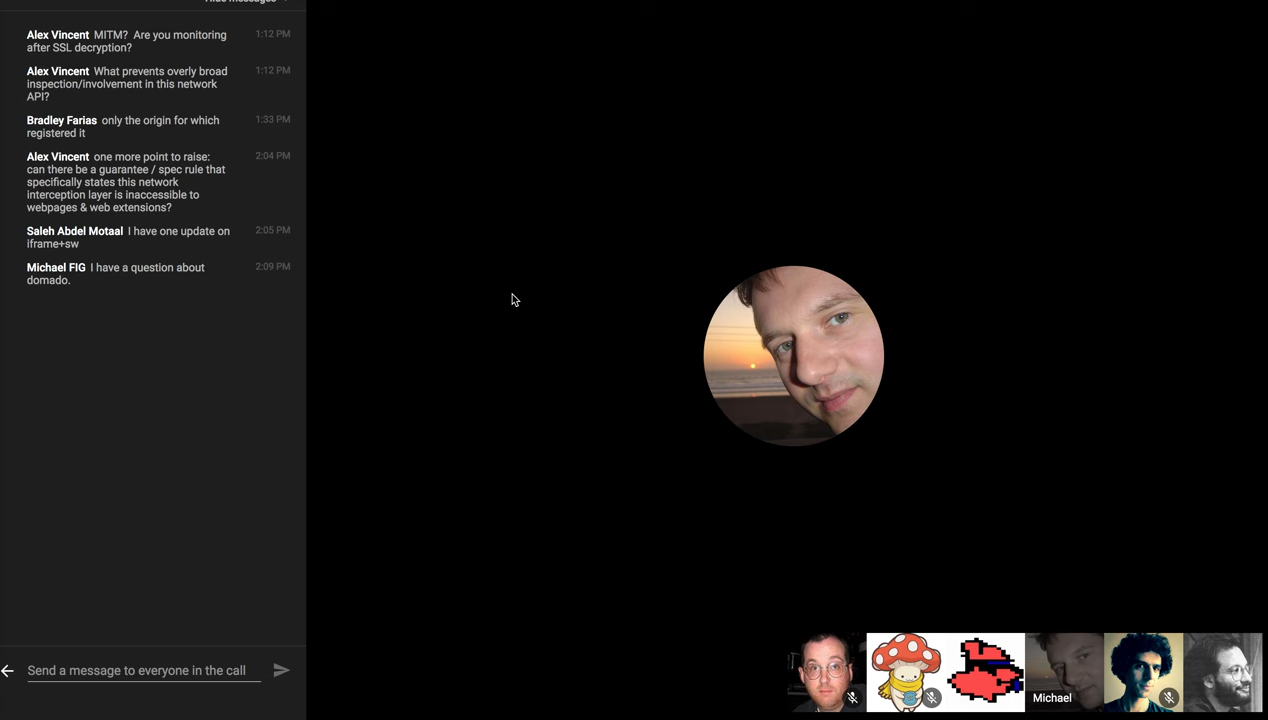 Hide messages
Alex Vincent MITM? Are you monitoring 1:12 PM
after SSL decryption?
Alex Vincent What prevents overly broad 1:12 PM
inspection/involvement in this network
API?
Bradley Farias only the origin for which 1:33 PM
registered it
Alex Vincent one more point to raise: 2:04 PM
can there be a guarantee / spec rule that
specifically states this network
interception layer is inaccessible to
webpages & web extensions?
Saleh Abdel Motaal I have one update on 2:05 PM
iframe+sw
Michael FIG I have a question about 2:09 PM
domado.
Send a message to everyone in the call
Michael